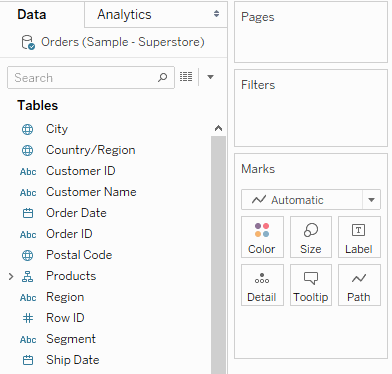 Data
Analytics
Orders (Sample - Superstore)
Search
Tables
City
Country/Region
Abc Customer ID
Abc Customer Name
Order Date
Abc Order ID
Postal Code
Products
Abc Region
# Row ID
Abc Segment
Ship Date
Pages
Filters
Marks
Automatic
Color
Size
T
Label
Detail
Tooltip
Path